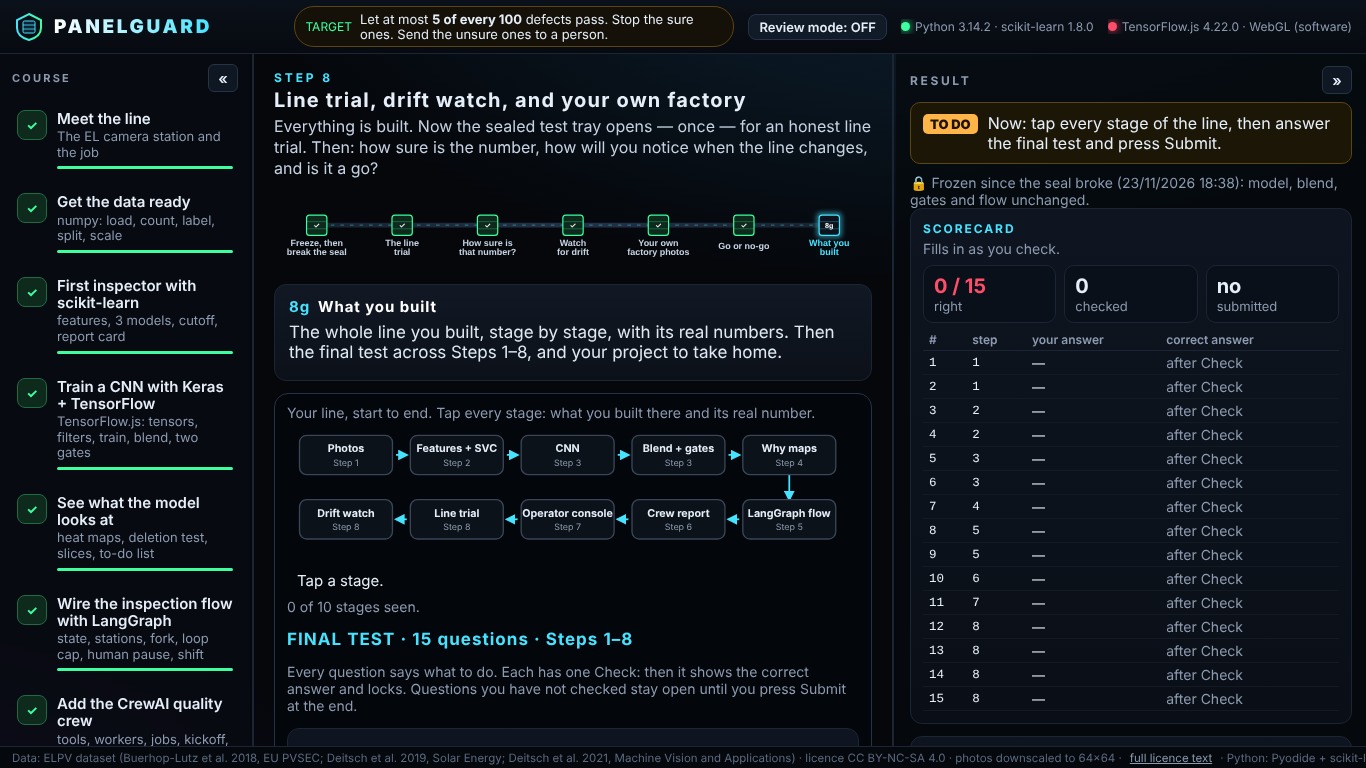 PANELGUARD
TARGET
Let at most 5 of every 100 defects pass. Stop the sure
ones. Send the unsure ones to a person.
Review mode: OFF
Python 3.14.2 · scikit-learn 1.8.0
TensorFlow.js 4.22.0 · WebGL (software)
COURSE
«
Meet the line
The EL camera station and
the job
Get the data ready
numpy: load, count, label,
split, scale
First inspector with
scikit-learn
features, 3 models, cutoff,
report card
Train a CNN with Keras
+ TensorFlow
TensorFlow.js: tensors,
filters, train, blend, two
gates
See what the model
looks at
heat maps, deletion test,
slices, to-do list
Wire the inspection flow
with LangGraph
state, stations, fork, loop
cap, human pause, shift
Add the CrewAI quality
crew
tools, workers, jobs, kickoff,
STEP 8
Line trial, drift watch, and your own factory
Everything is built. Now the sealed test tray opens — once — for an honest line
trial. Then: how sure is the number, how will you notice when the line changes,
and is it a go?
Freeze, then
break the seal
The line
trial
How sure is
that number?
Watch
for drift
Your own
factory photos
Go or no-go
8g
What you
built
8g What you built
The whole line you built, stage by stage, with its real numbers. Then
the final test across Steps 1–8, and your project to take home.
Your line, start to end. Tap every stage: what you built there and its real number.
Photos
Step 1
Features + SVC
Step 2
CNN
Step 3
Blend + gates
Step 3
Why maps
Step 4
Drift watch
Step 8
Line trial
Step 8
Operator console
Step 7
Crew report
Step 6
LangGraph flow
Step 5
Tap a stage.
0 of 10 stages seen.
FINAL TEST · 15 questions · Steps 1–8
Every question says what to do. Each has one Check: then it shows the correct
answer and locks. Questions you have not checked stay open until you press Submit
at the end.
RESULT
»
TO DO
Now: tap every stage of the line, then answer
the final test and press Submit.
🔒 Frozen since the seal broke (23/11/2026 18:38): model, blend,
gates and flow unchanged.
SCORECARD
Fills in as you check.
0 / 15
right
0
checked
no
submitted
# step your answer correct answer
1 1 — after Check
2 1 — after Check
3 2 — after Check
4 2 — after Check
5 3 — after Check
6 3 — after Check
7 4 — after Check
8 5 — after Check
9 5 — after Check
10 6 — after Check
11 7 — after Check
12 8 — after Check
13 8 — after Check
14 8 — after Check
15 8 — after Check
Data: ELPV dataset (Buerhop-Lutz et al. 2018, EU PVSEC; Deitsch et al. 2019, Solar Energy; Deitsch et al. 2021, Machine Vision and Applications) · licence CC BY-NC-SA 4.0 · photos downscaled to 64×64 · full licence text · Python: Pyodide + scikit-